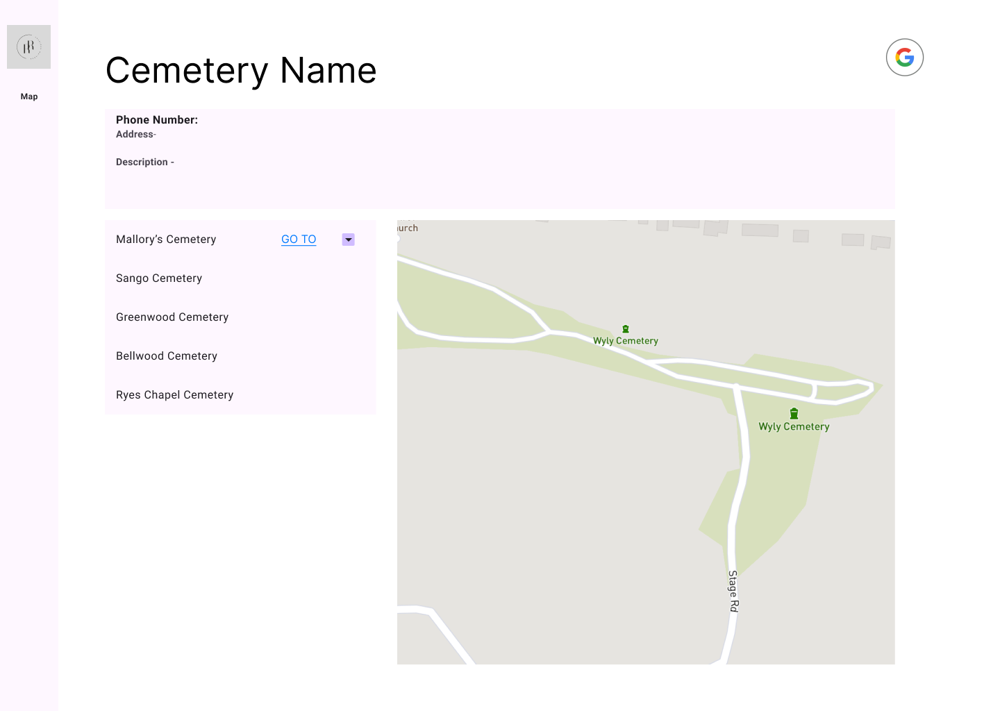 Cemetery Name
Map
Phone Number:
Address-
Description -
Mallory’s Cemetery GO TO
Sango Cemetery
Greenwood Cemetery
Bellwood Cemetery
Ryes Chapel Cemetery
urch
Wyly Cemetery
Wyly Cemetery
Stage Rd